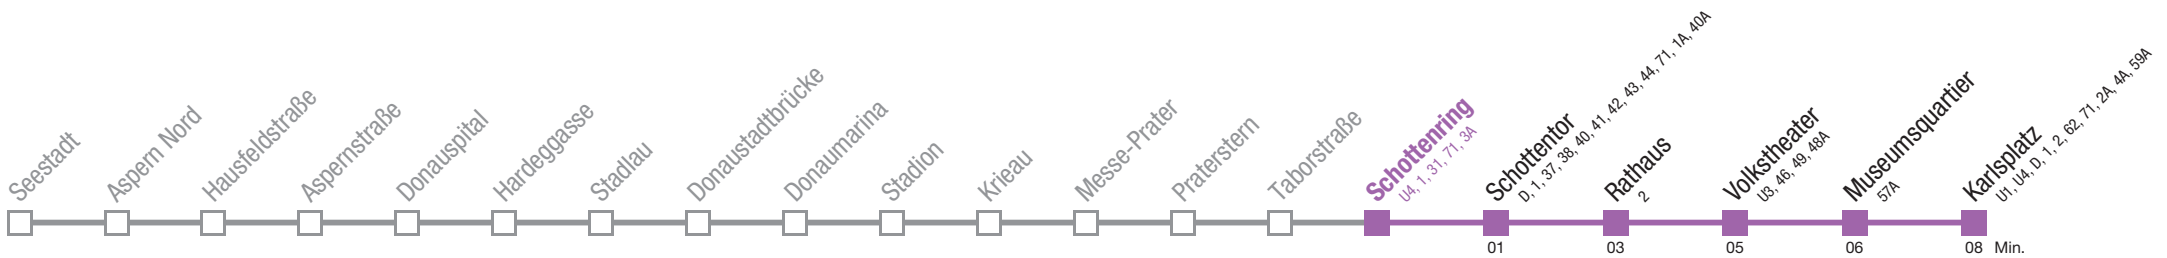 Seestadt
Aspern Nord
Hausfeldstraße
Aspernstraße
Donauspital
Hardeggasse
Stadlau
Donaustadtbrücke
Donaumarina
Stadion
Krieau
Messe-Prater
Praterstern
Taborstraße
Schottenring
U4, 1, 31, 71, 3A
Schottentor
D, 1, 37, 38, 40, 41, 42, 43, 44, 71, 1A, 40A
Rathaus
2
Volkstheater
U3, 46, 49, 48A
Museumsquartier
57A
Karlsplatz
U1, U4, D, 1, 2, 62, 71, 2A, 4A, 59A
01 03 05 06 08 Min.